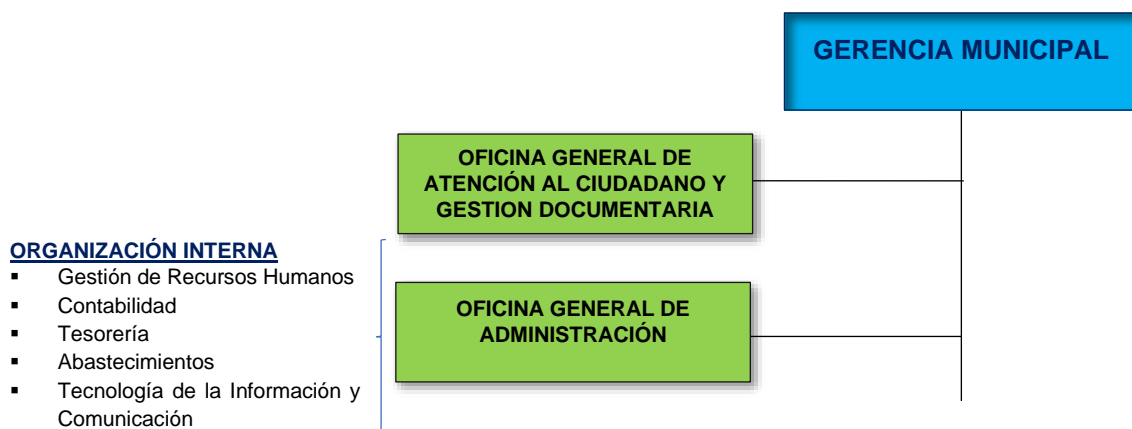 GERENCIA MUNICIPAL
OFICINA GENERAL DE
ATENCIÓN AL CIUDADANO Y
GESTION DOCUMENTARIA
ORGANIZACIÓN INTERNA
▪ Gestión de Recursos Humanos
▪ Contabilidad
▪ Tesorería
▪ Abastecimientos
▪ Tecnología de la Información y
Comunicación
OFICINA GENERAL DE
ADMINISTRACIÓN